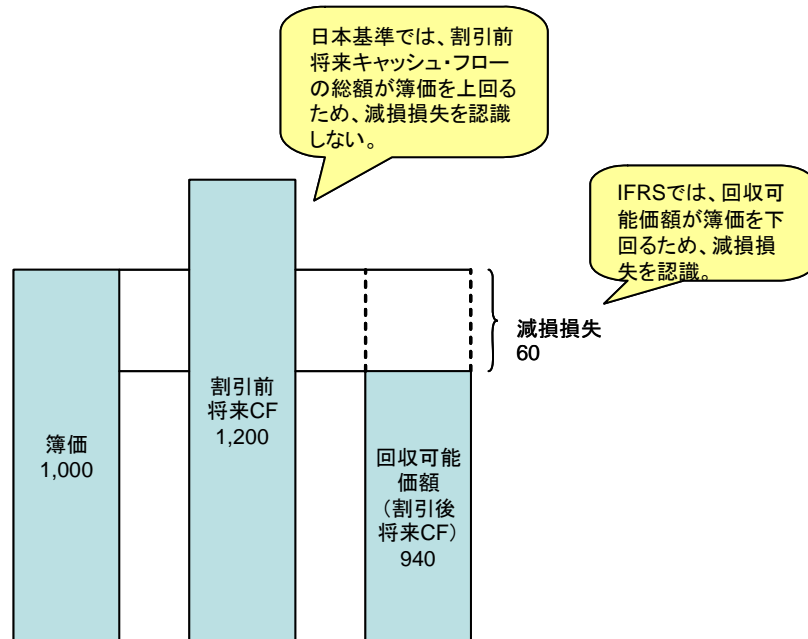 日本基準では、割引前
将来キャッシュ・フロー
の総額が簿価を上回る
ため、減損損失を認識
しない。
IFRSでは、回収可
能価額が簿価を下
回るため、減損損
失を認識。
減損損失
60
簿価
1,000
割引前
将来CF
1,200
回収可能
価額
（割引後
将来CF）
940